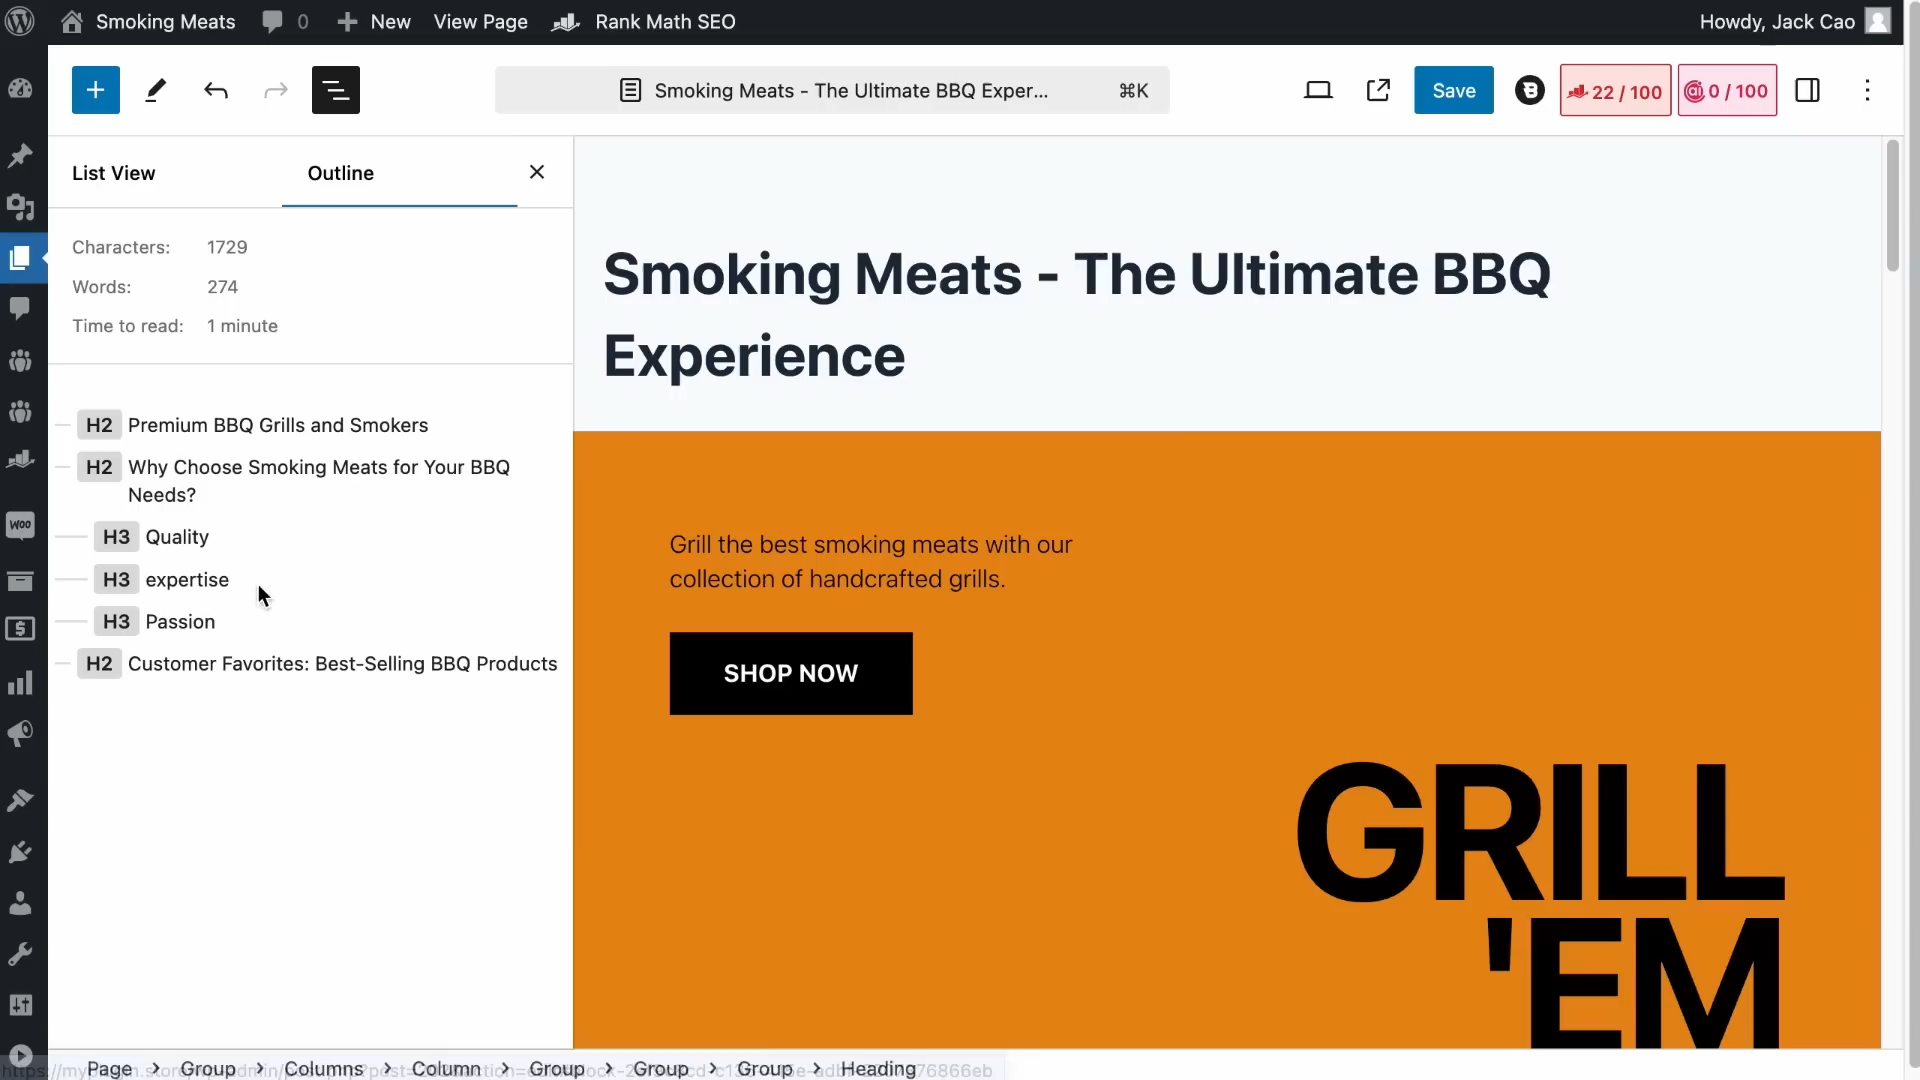 Smoking Meats 0 New View Page Rank Math SEO Howdy, Jack Cao
Smoking Meats - The Ultimate BBQ Exper... ⌘K Save 22 / 100 0 / 100
List View Outline
Characters: 1729
Words: 274
Time to read: 1 minute
H2 Premium BBQ Grills and Smokers
H2 Why Choose Smoking Meats for Your BBQ
Needs?
H3 Quality
H3 expertise
H3 Passion
H2 Customer Favorites: Best-Selling BBQ Products
Smoking Meats - The Ultimate BBQ
Experience
Grill the best smoking meats with our
collection of handcrafted grills.
SHOP NOW
GRILL
'EM
Page > Group > Columns > Column > Group > Group > Group > Heading